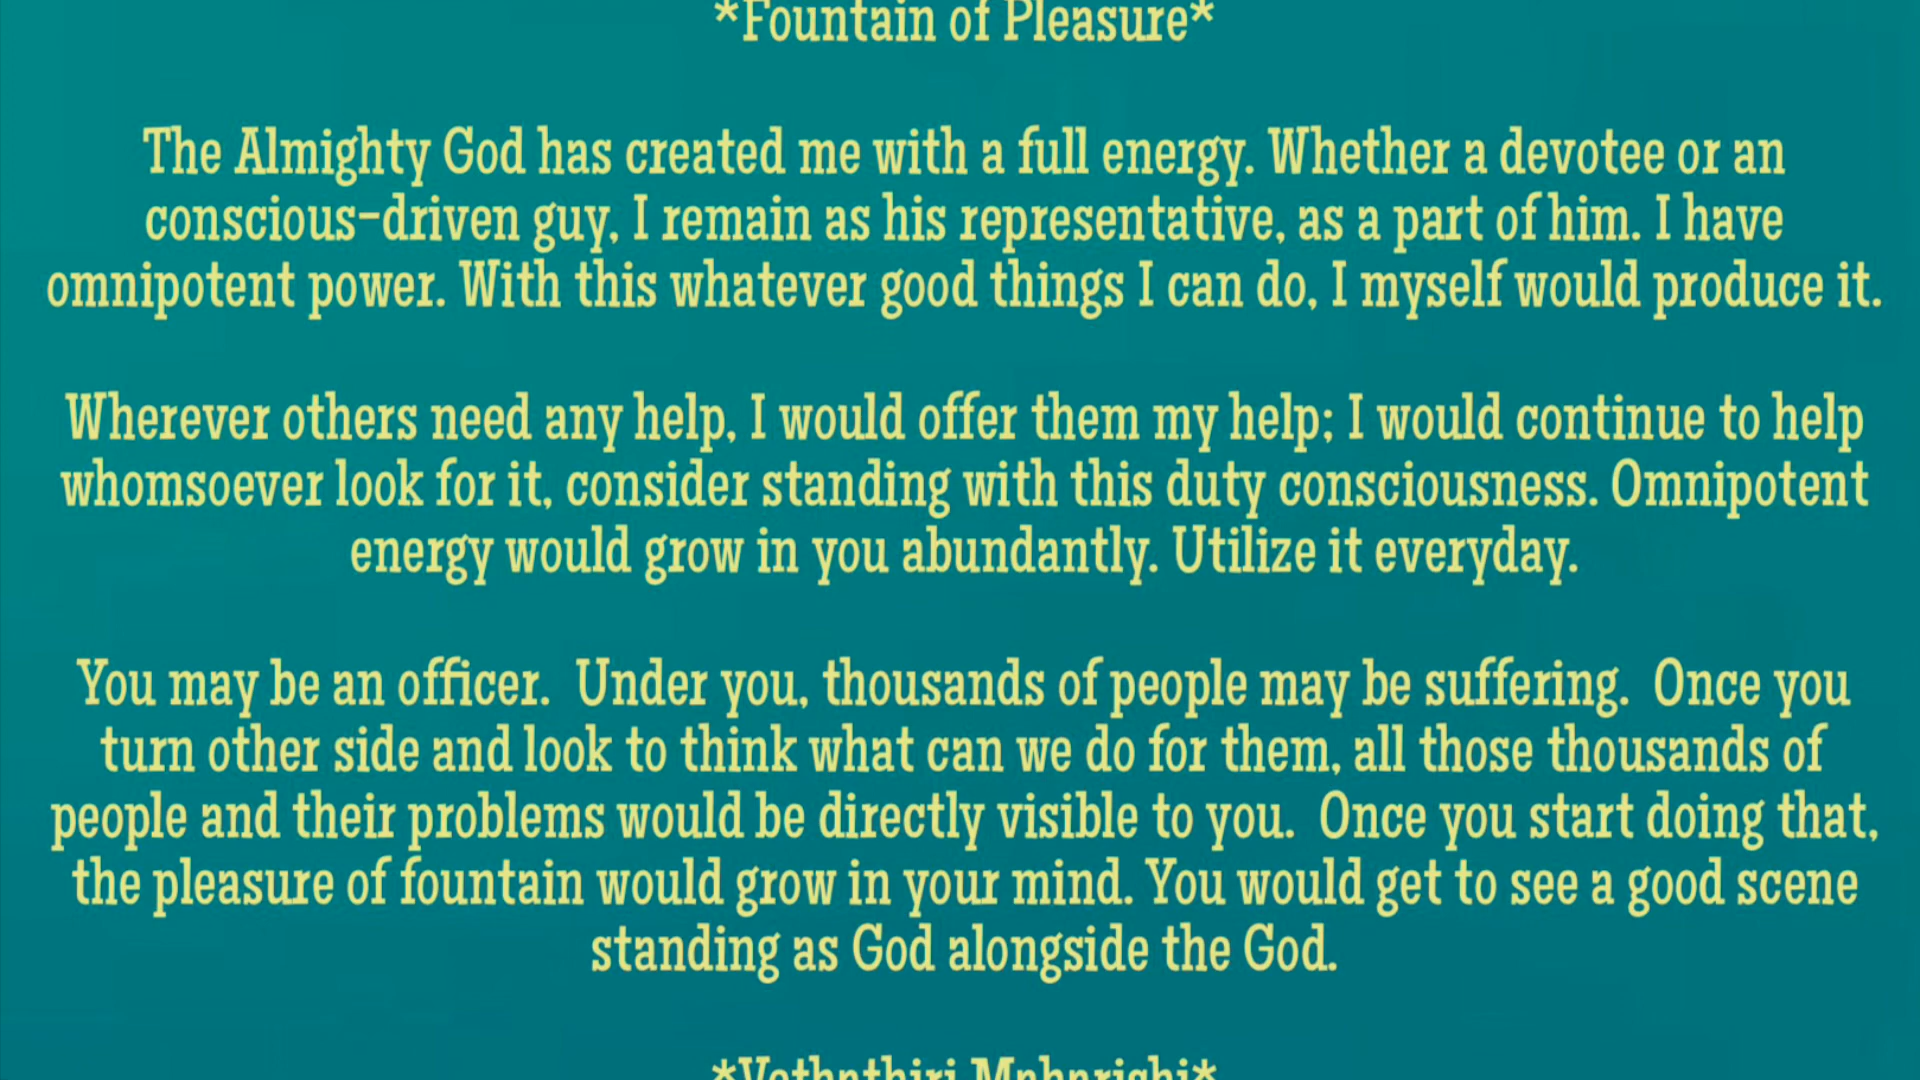 *Fountain of Pleasure*
The Almighty God has created me with a full energy. Whether a devotee or an
conscious-driven guy, I remain as his representative, as a part of him. I have
omnipotent power. With this whatever good things I can do, I myself would produce it.
Wherever others need any help, I would offer them my help; I would continue to help
whomsoever look for it, consider standing with this duty consciousness. Omnipotent
energy would grow in you abundantly. Utilize it everyday.
You may be an officer. Under you, thousands of people may be suffering. Once you
turn other side and look to think what can we do for them, all those thousands of
people and their problems would be directly visible to you. Once you start doing that,
the pleasure of fountain would grow in your mind. You would get to see a good scene
standing as God alongside the God.
*Vethathiri Maharishi*